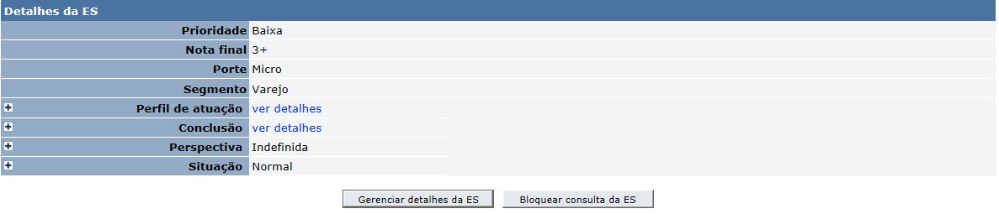 Detalhes da ES
Prioridade Baixa
Nota final 3+
Porte Micro
Segmento Varejo
Perfil de atuação ver detalhes
Conclusão ver detalhes
Perspectiva Indefinida
Situação Normal
Gerenciar detalhes da ES Bloquear consulta da ES